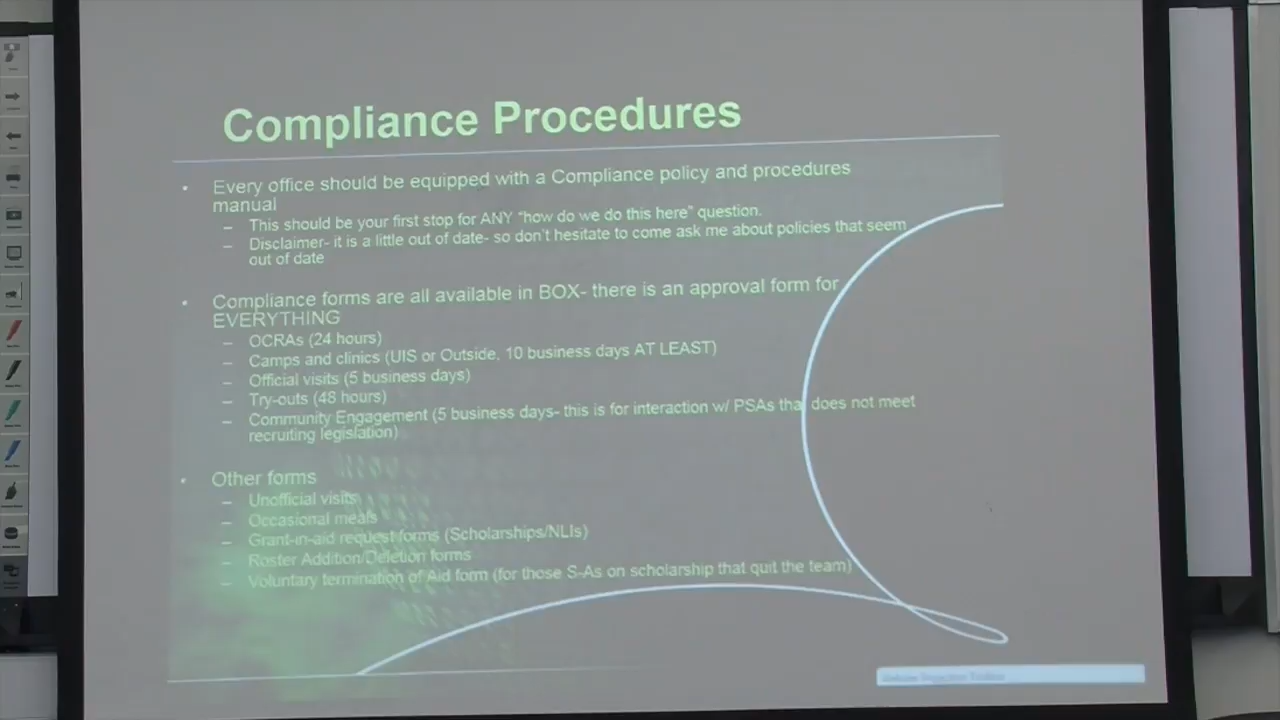 Compliance Procedures
• Every office should be equipped with a Compliance policy and procedures
manual
– This should be your first stop for ANY "how do we do this here" question.
– Disclaimer- it is a little out of date- so don't hesitate to come ask me about policies that seem
out of date
• Compliance forms are all available in BOX- there is an approval form for
EVERYTHING
– OCRAs (24 hours)
– Camps and clinics (UIS or Outside, 10 business days AT LEAST)
– Official visits (5 business days)
– Try-outs (48 hours)
– Community Engagement (5 business days- this is for interaction w/ PSAs that does not meet
recruiting legislation)
• Other forms
– Unofficial visits
– Occasional meals
– Grant-in-aid request forms (Scholarships/NLIs)
– Roster Addition/Deletion forms
– Voluntary termination of Aid form (for those S-As on scholarship that quit the team)